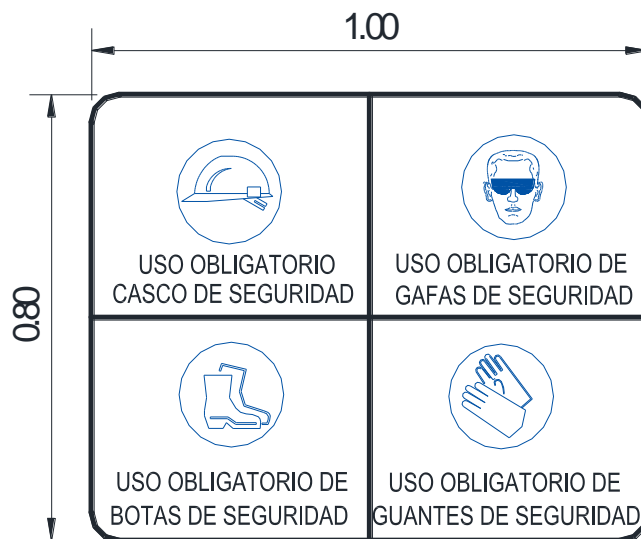 1.00
0.80
USO OBLIGATORIO
CASCO DE SEGURIDAD
USO OBLIGATORIO DE
GAFAS DE SEGURIDAD
USO OBLIGATORIO DE
BOTAS DE SEGURIDAD
USO OBLIGATORIO DE
GUANTES DE SEGURIDAD